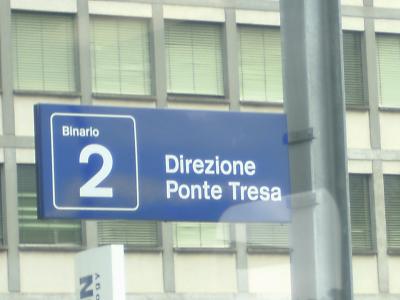 Binario
2
Direzione
Ponte Tresa